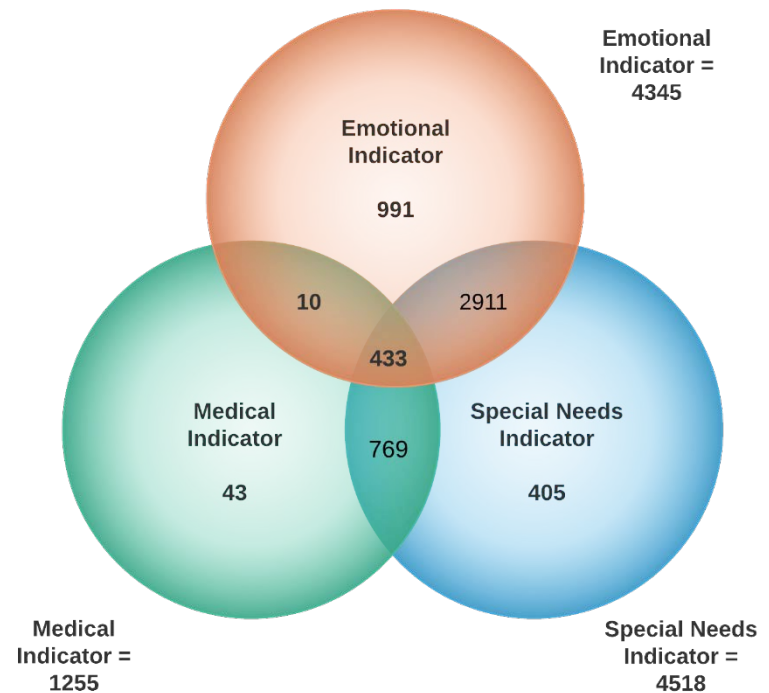 Emotional
Indicator =
4345
Emotional
Indicator
991
10
2911
433
Medical
Indicator
43
769
Special Needs
Indicator
405
Medical
Indicator =
1255
Special Needs
Indicator =
4518